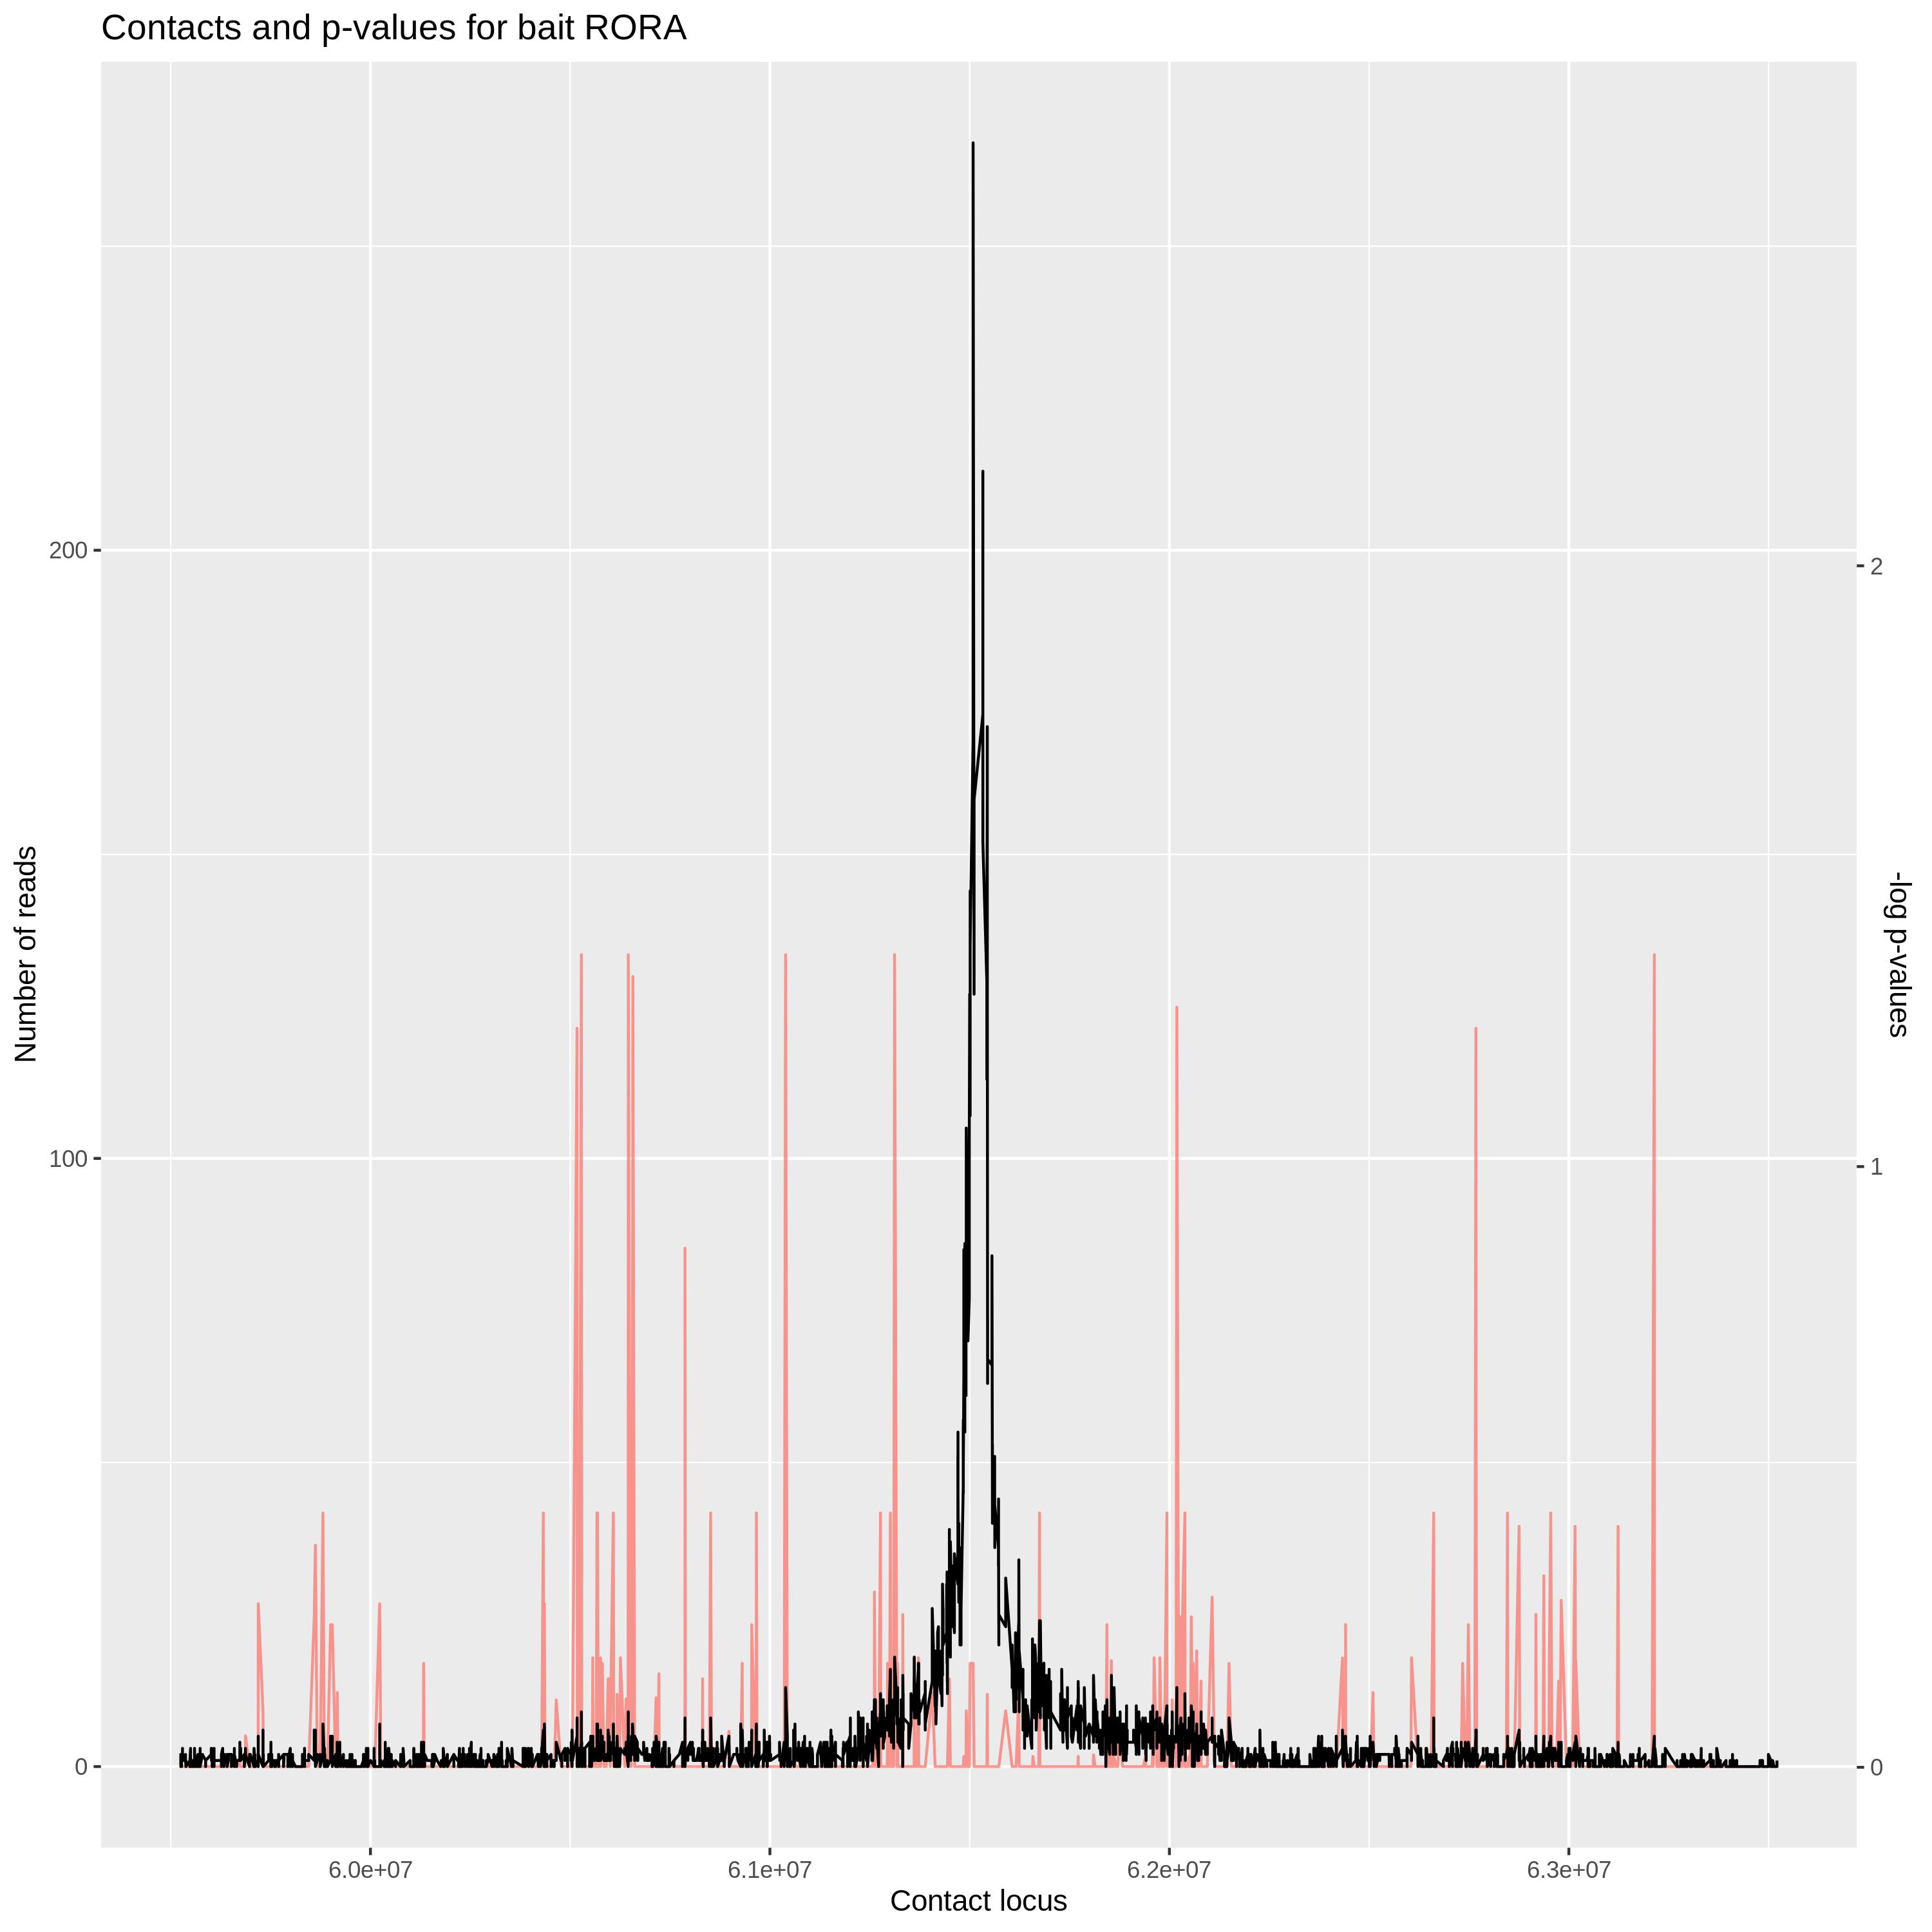 Contacts and p-values for bait RORA
Number of reads
200
100
0
2
1
0
-log p-values
6.0e+07
6.1e+07
6.2e+07
6.3e+07
Contact locus